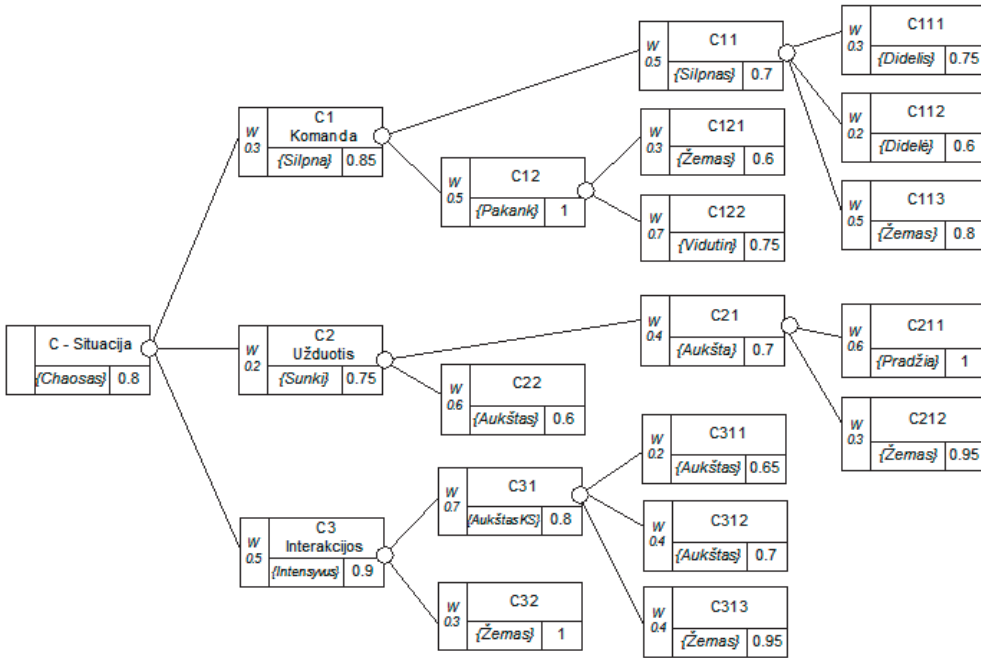 C - Situacija
{Chaosas} 0.8
W
0.3
C1
Komanda
{Silpna} 0.85
W
0.5
C11
{Silpnas} 0.7
W
0.3
C111
{Didelis} 0.75
W
0.2
C112
{Didelė} 0.6
W
0.5
C113
{Žemas} 0.8
W
0.5
C12
{Pakank} 1
W
0.3
C121
{Žemas} 0.6
W
0.7
C122
{Vidutin} 0.75
W
0.2
C2
Užduotis
{Sunki} 0.75
W
0.4
C21
{Aukšta} 0.7
W
0.6
C211
{Pradžia} 1
W
0.3
C212
{Žemas} 0.95
W
0.6
C22
{Aukštas} 0.6
W
0.5
C3
Interakcijos
{Intensyvus} 0.9
W
0.7
C31
{AukštasKS} 0.8
W
0.2
C311
{Aukštas} 0.65
W
0.4
C312
{Aukštas} 0.7
W
0.4
C313
{Žemas} 0.95
W
0.3
C32
{Žemas} 1